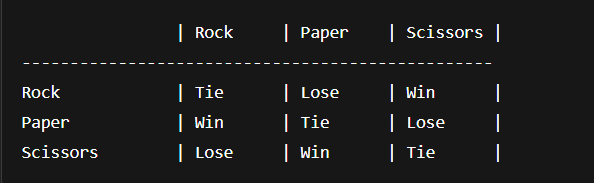 | Rock | Paper | Scissors |
-------------------------------------------------
Rock | Tie | Lose | Win |
Paper | Win | Tie | Lose |
Scissors | Lose | Win | Tie |